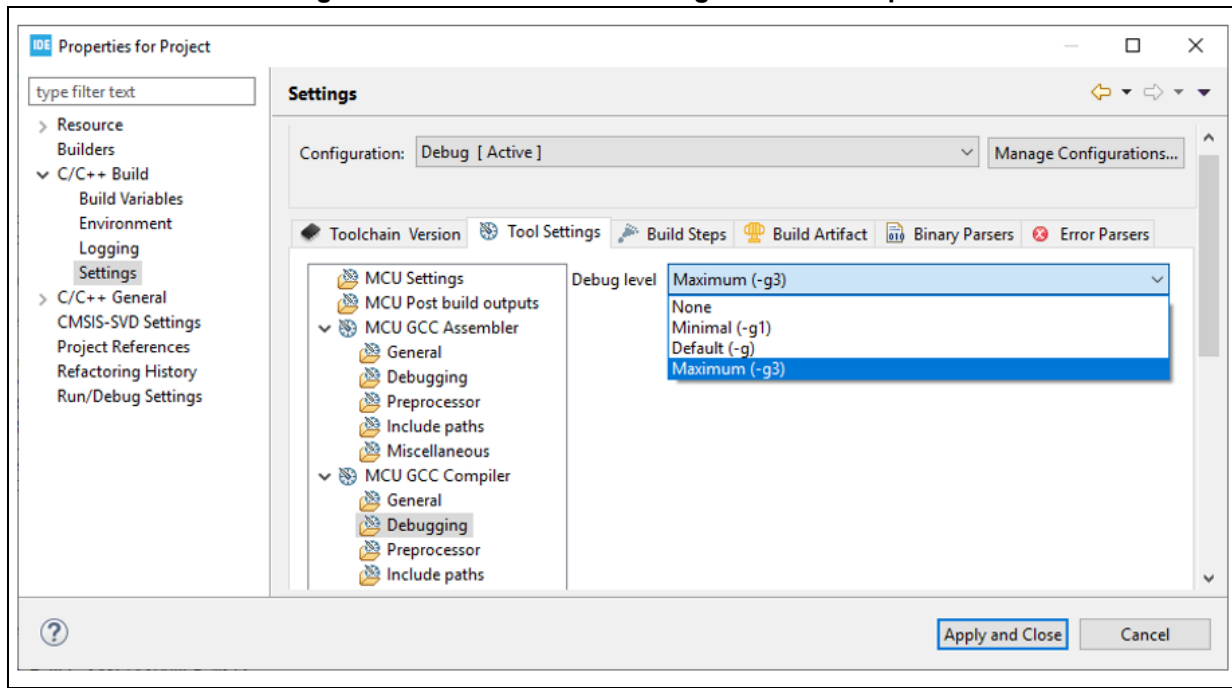 IDE Properties for Project
type filter text
Settings
Resource
Builders
C/C++ Build
Build Variables
Environment
Logging
Settings
C/C++ General
CMSIS-SVD Settings
Project References
Refactoring History
Run/Debug Settings
Configuration: Debug [ Active ] Manage Configurations...
Toolchain Version Tool Settings Build Steps Build Artifact Binary Parsers Error Parsers
MCU Settings
MCU Post build outputs
MCU GCC Assembler
General
Debugging
Preprocessor
Include paths
Miscellaneous
MCU GCC Compiler
General
Debugging
Preprocessor
Include paths
Debug level Maximum (-g3)
None
Minimal (-g1)
Default (-g)
Maximum (-g3)
? Apply and Close Cancel